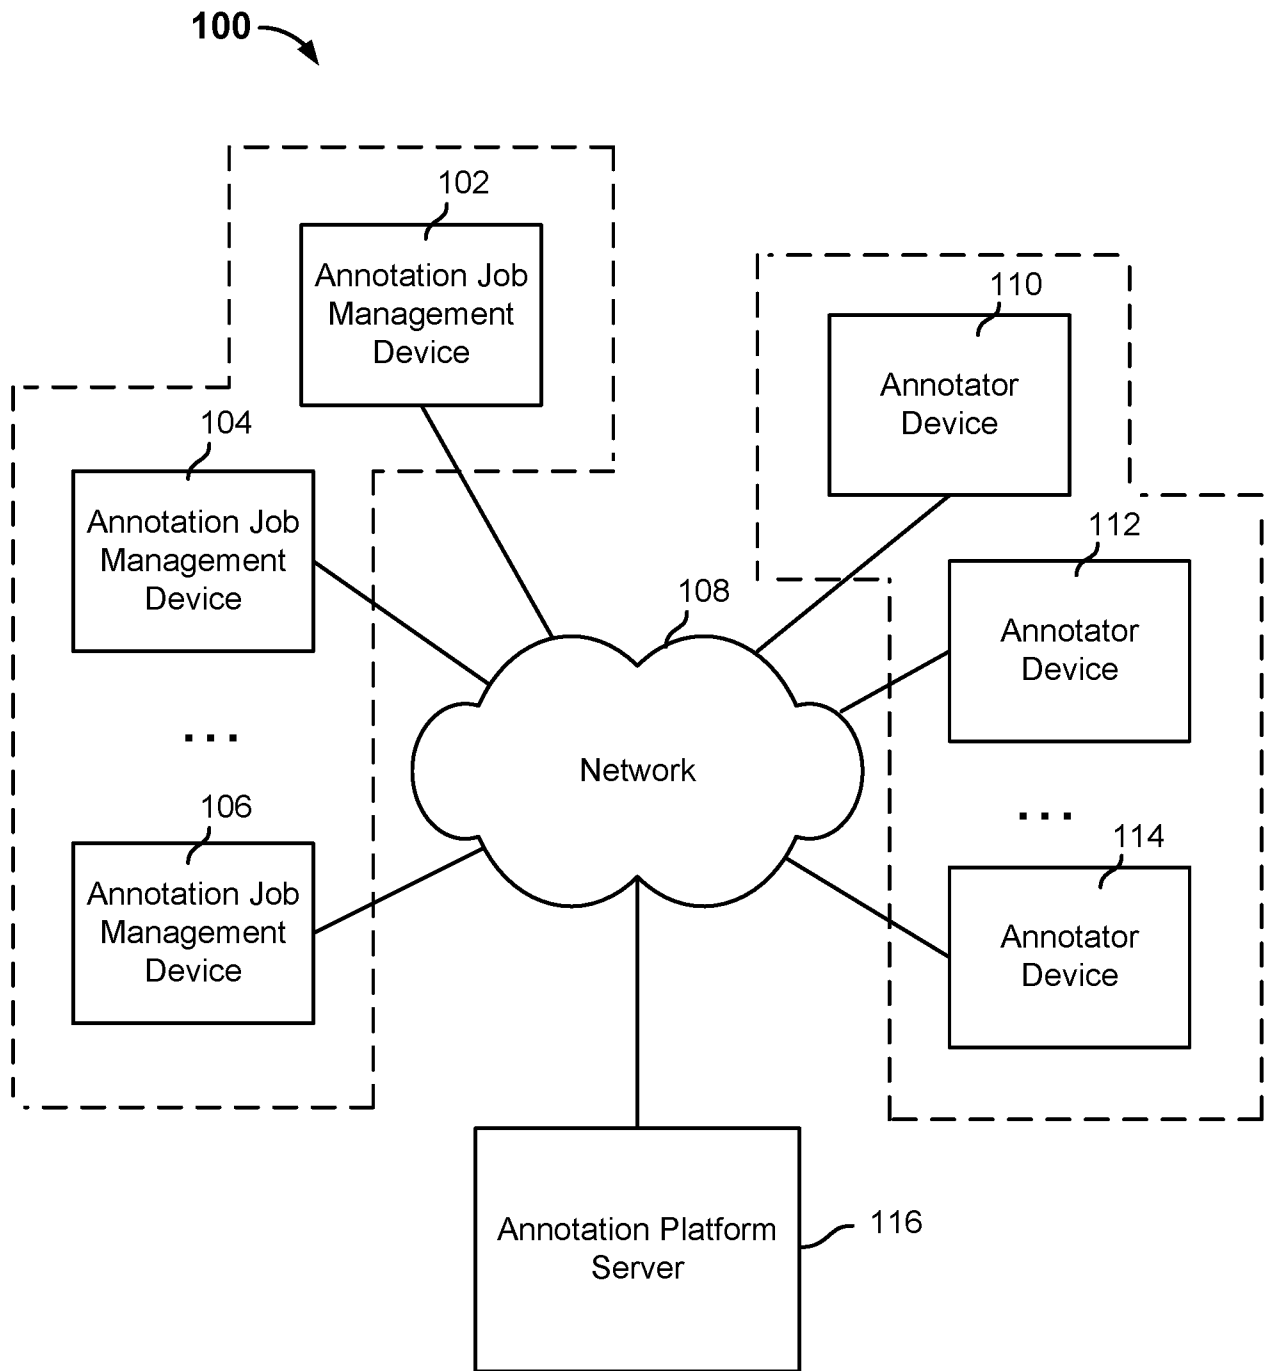 100
102
Annotation Job
Management
Device
110
Annotator
Device
104
Annotation Job
Management
Device
112
Annotator
Device
108
Network
...
...
106
Annotation Job
Management
Device
114
Annotator
Device
Annotation Platform
Server
116